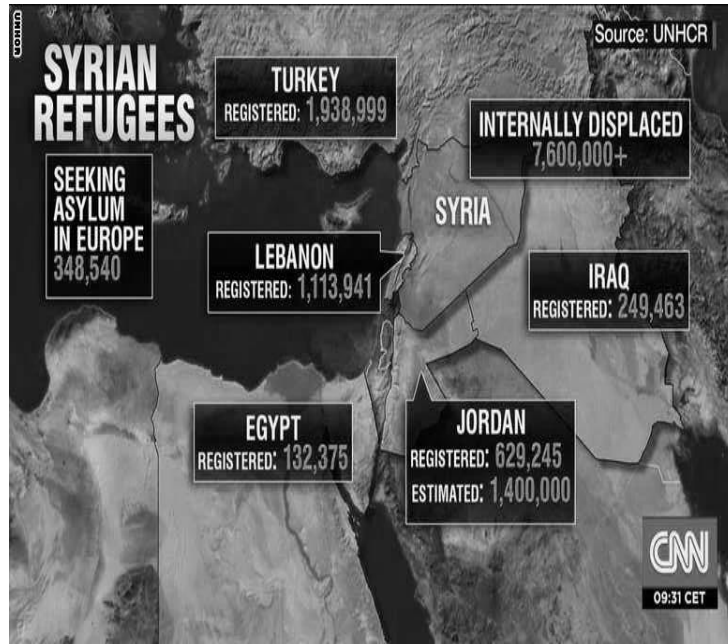 Source: UNHCR
SYRIAN
REFUGEES
TURKEY
REGISTERED: 1,938,999
INTERNALLY DISPLACED
7,600,000+
SEEKING
ASYLUM
IN EUROPE
348,540
SYRIA
LEBANON
REGISTERED: 1,113,941
IRAQ
REGISTERED: 249,463
EGYPT
REGISTERED: 132,375
JORDAN
REGISTERED: 629,245
ESTIMATED: 1,400,000
CNN
09:31 CET